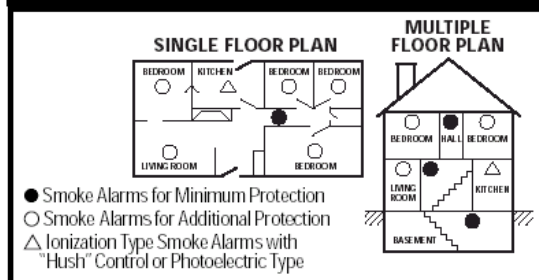 SINGLE FLOOR PLAN
BEDROOM KITCHEN BEDROOM BEDROOM
LIVING ROOM BEDROOM
MULTIPLE
FLOOR PLAN
BEDROOM HALL BEDROOM
LIVING
ROOM
KITCHEN
BASEMENT
● Smoke Alarms for Minimum Protection
○ Smoke Alarms for Additional Protection
△ Ionization Type Smoke Alarms with
"Hush" Control or Photoelectric Type